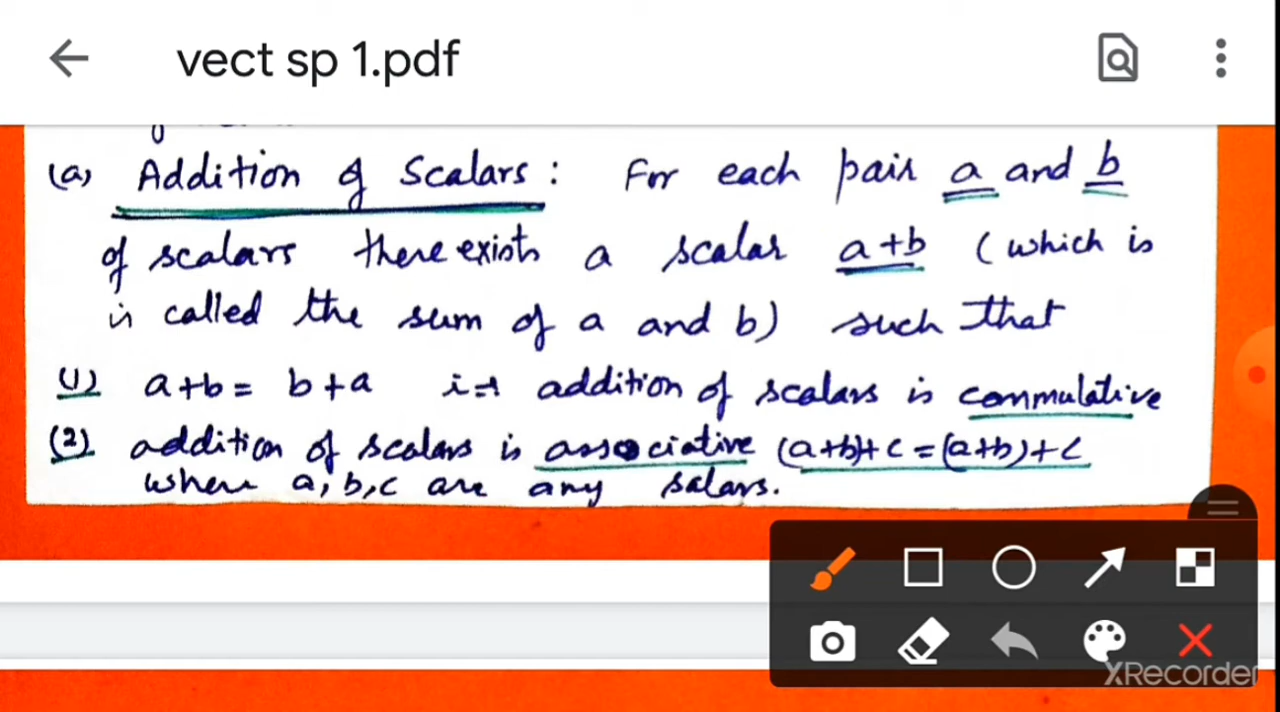 vect sp 1.pdf
(a) Addition of Scalars : For each pair a and b
of scalars there exists a scalar a+b (which is
is called the sum of a and b) such that
(1) a+b = b+a i.e addition of scalars is commulative
(2) addition of scalars is associative (a+b)+c=(a+b)+c
where a, b, c are any salars.
XRecorder